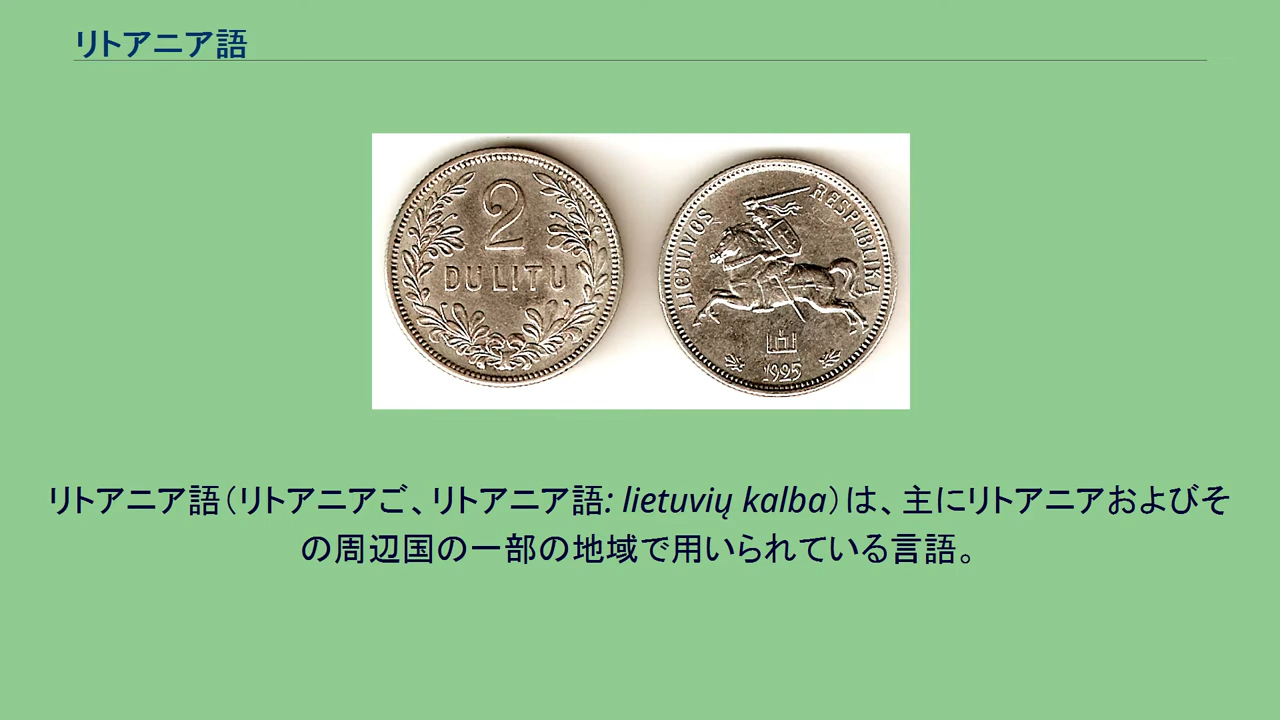 リトアニア語
2
DU LITU
LIETUVOS RESPUBLIKA
1925
リトアニア語（リトアニアご、リトアニア語: lietuvių kalba）は、主にリトアニアおよびそ
の周辺国の一部の地域で用いられている言語。